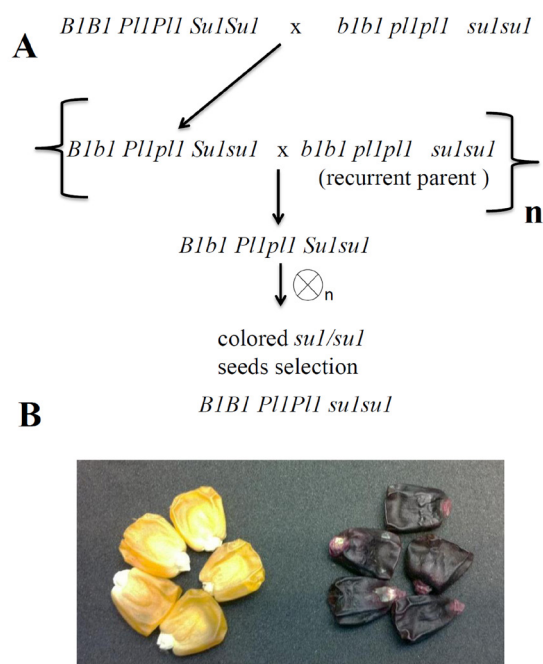 B1B1 Pl1Pl1 Su1Su1 x b1b1 pl1pl1 su1su1
A
B1b1 Pl1pl1 Su1su1 x b1b1 pl1pl1 su1su1
(recurrent parent )
n
B1b1 Pl1pl1 Su1su1
n
colored su1/su1
seeds selection
B1B1 Pl1Pl1 su1su1
B